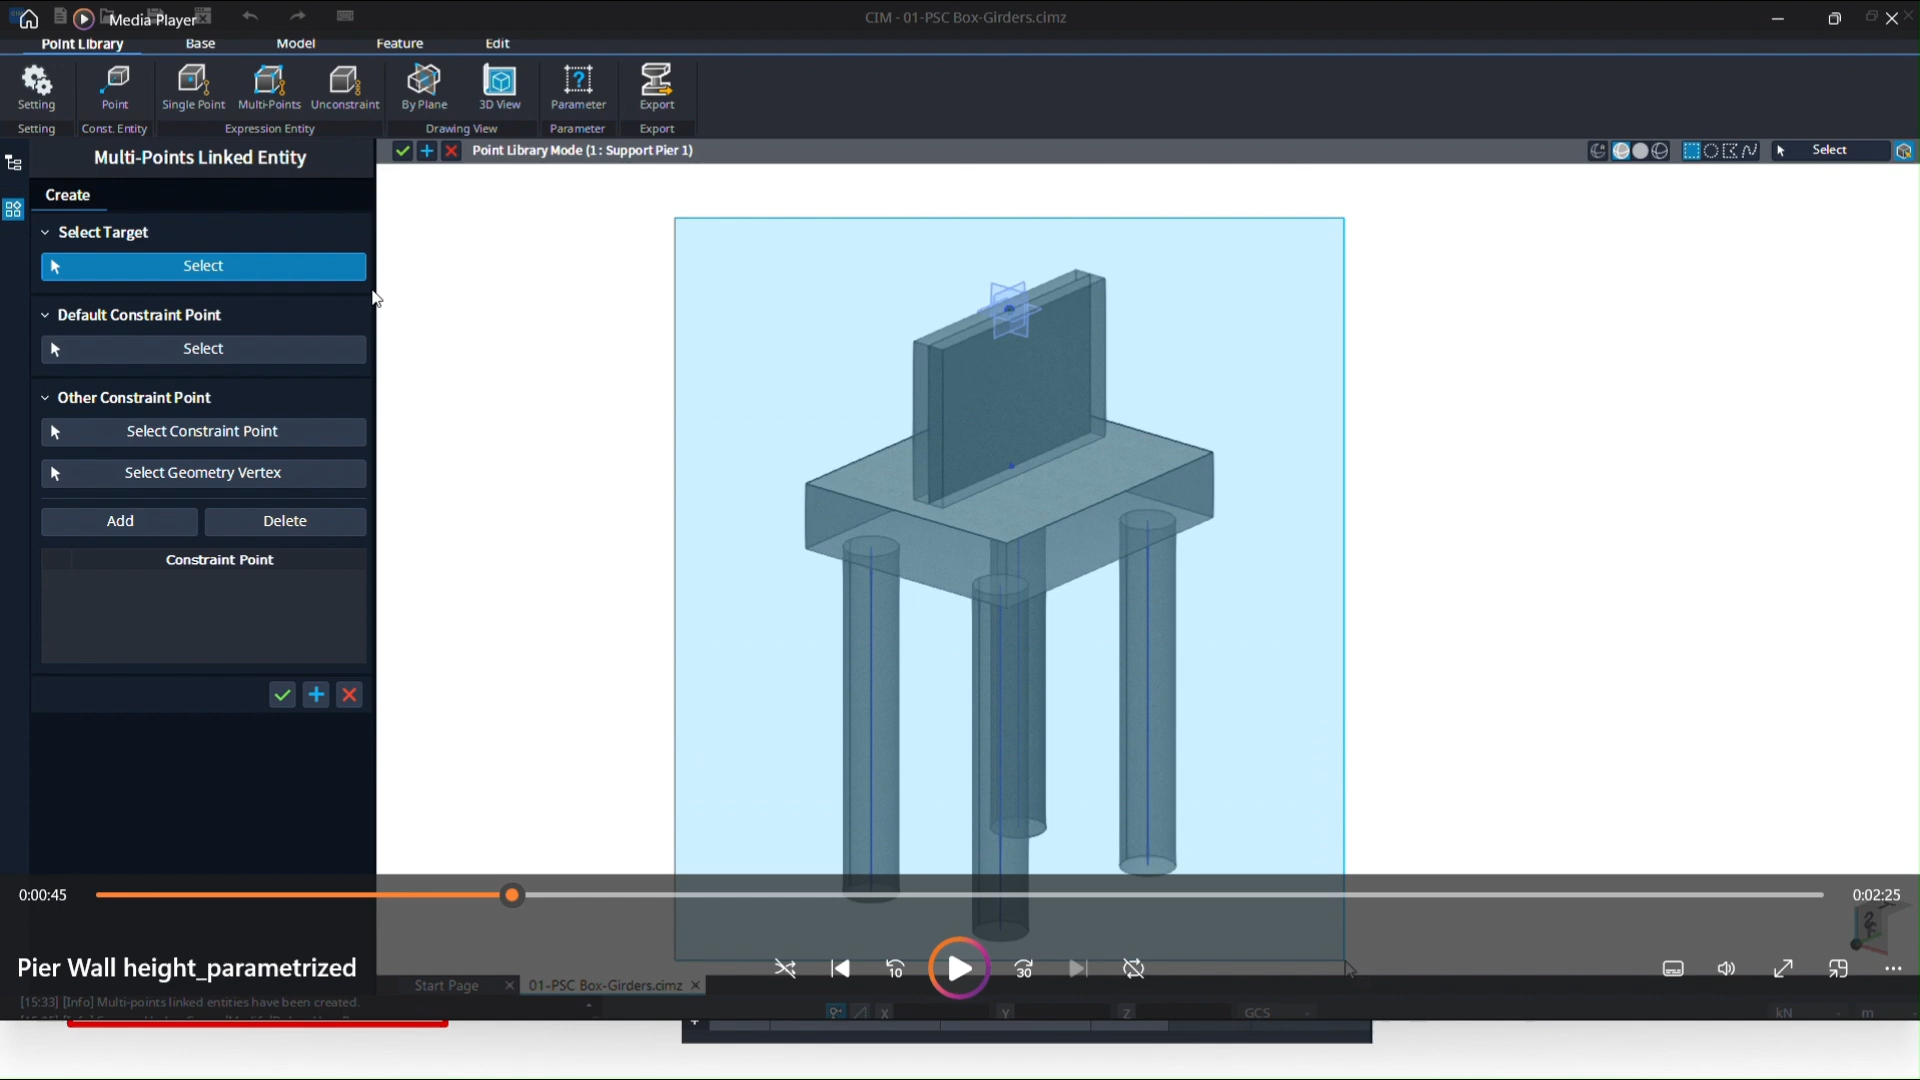 Media Player
CIM - 01-PSC Box-Girders.cimz
Point Library Base Model Feature Edit
Setting Point Single Point Multi-Points Unconstraint By Plane 3D View Parameter Export
Setting Const. Entity Expression Entity Drawing View Parameter Export
Multi-Points Linked Entity
Point Library Mode (1 : Support Pier 1)
Select
Create
Select Target
Select
Default Constraint Point
Select
Other Constraint Point
Select Constraint Point
Select Geometry Vertex
Add Delete
Constraint Point
0:00:45
0:02:25
Pier Wall height_parametrized
10
30
Start Page
01-PSC Box-Girders.cimz
[15:33] [Info] Multi-points linked entities have been created.
X Y Z GCS kN m